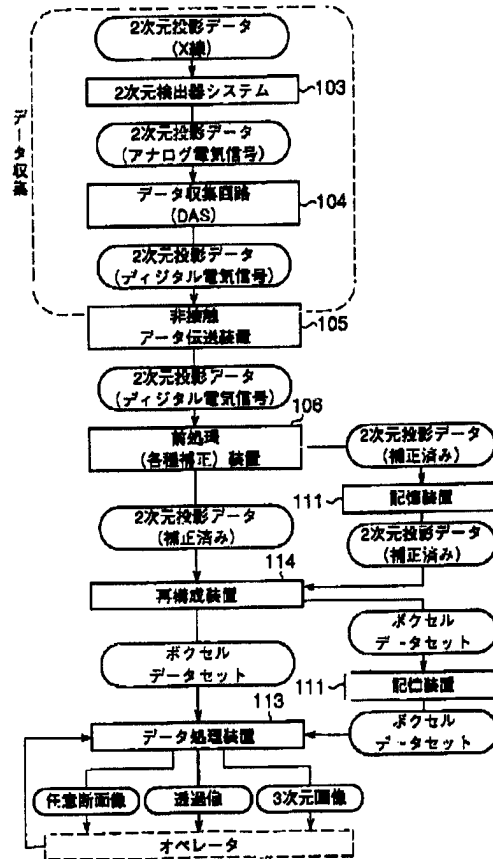 2次元投影データ
(X線)
2次元検出器システム
103
データ収集
2次元投影データ
(アナログ電気信号)
データ収集回路
(DAS)
104
2次元投影データ
(ディジタル電気信号)
非接触
データ伝送装置
105
2次元投影データ
(ディジタル電気信号)
106
前処理
(各種補正)装置
2次元投影データ
(補正済み)
111
記憶装置
2次元投影データ
(補正済み)
2次元投影データ
(補正済み)
114
再構成装置
ボクセル
データセット
ボクセル
データセット
111
記憶装置
113
データ処理装置
ボクセル
データセット
任意断面像
透過値
3次元画像
オペレータ